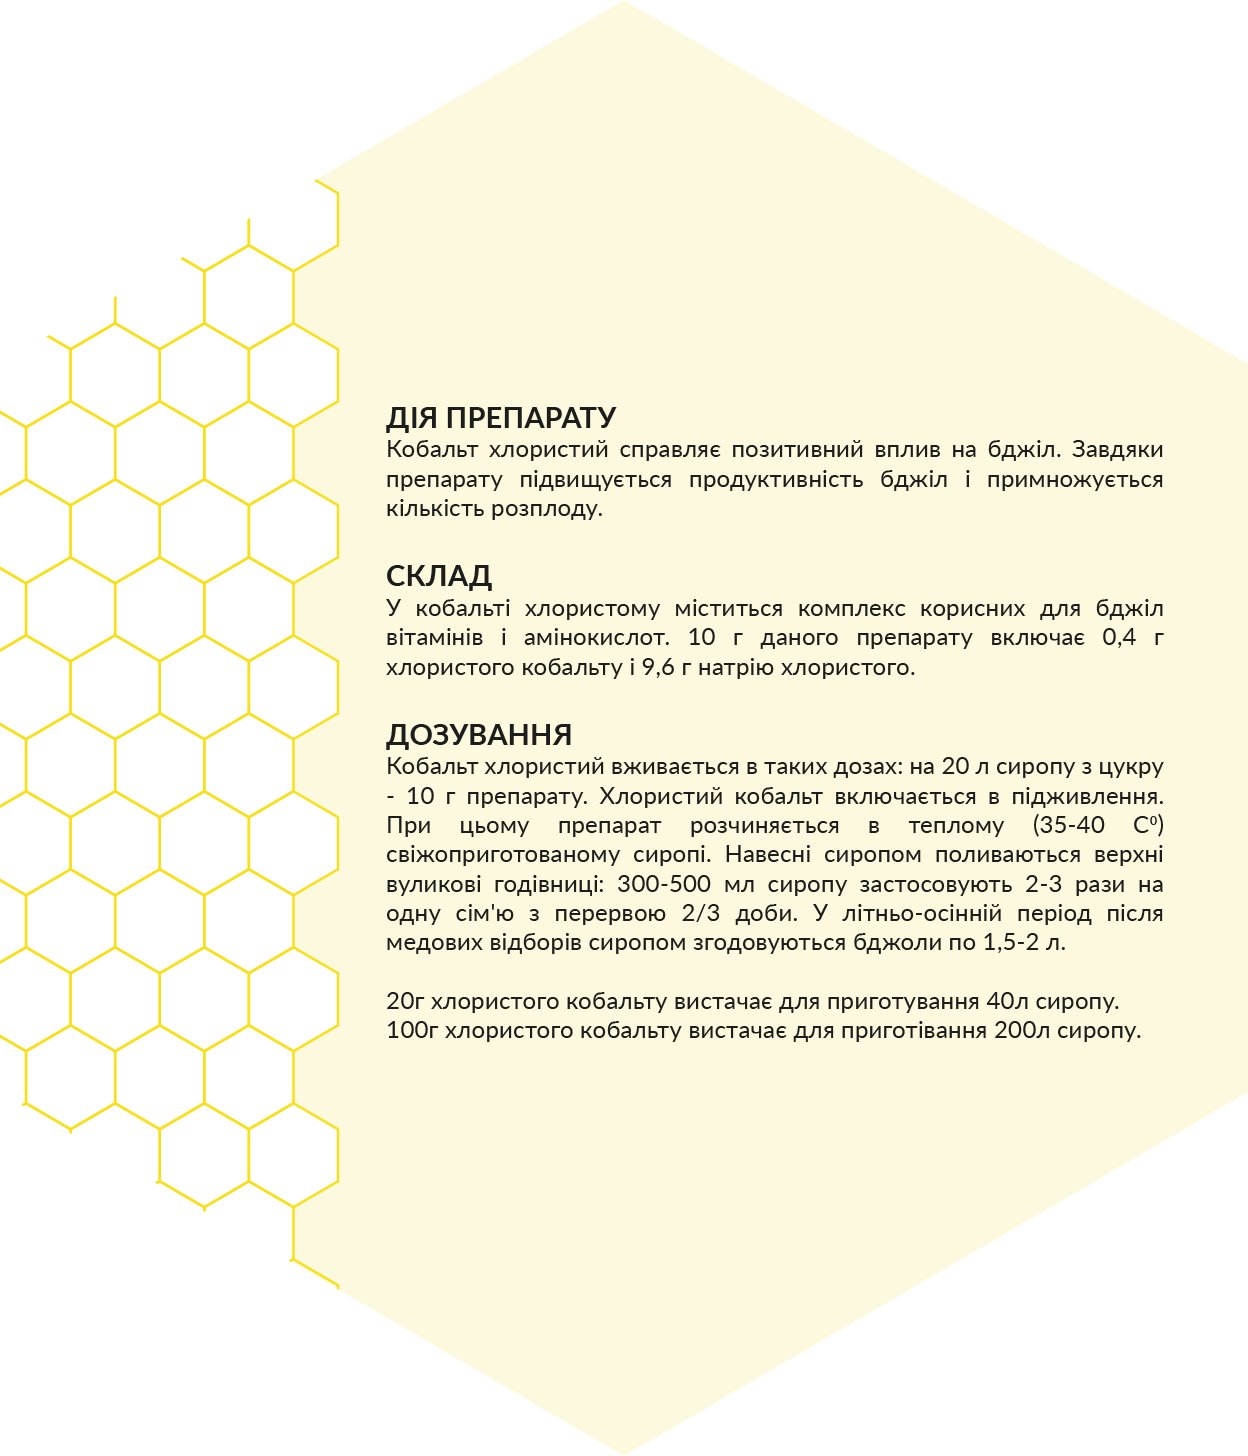 ДІЯ ПРЕПАРАТУ
Кобальт хлористий справляє позитивний вплив на бджіл. Завдяки
препарату підвищується продуктивність бджіл і примножується
кількість розплоду.
СКЛАД
У кобальті хлористому міститься комплекс корисних для бджіл
вітамінів і амінокислот. 10 г даного препарату включає 0,4 г
хлористого кобальту і 9,6 г натрію хлористого.
ДОЗУВАННЯ
Кобальт хлористий вживається в таких дозах: на 20 л сиропу з цукру
- 10 г препарату. Хлористий кобальт включається в підживлення.
При цьому препарат розчиняється в теплому (35-40 С⁰)
свіжоприготованому сиропі. Навесні сиропом поливаються верхні
вуликові годівниці: 300-500 мл сиропу застосовують 2-3 рази на
одну сім'ю з перервою 2/3 доби. У літньо-осінній період після
медових відборів сиропом згодовуються бджоли по 1,5-2 л.
20г хлористого кобальту вистачає для приготування 40л сиропу.
100г хлористого кобальту вистачає для приготівання 200л сиропу.